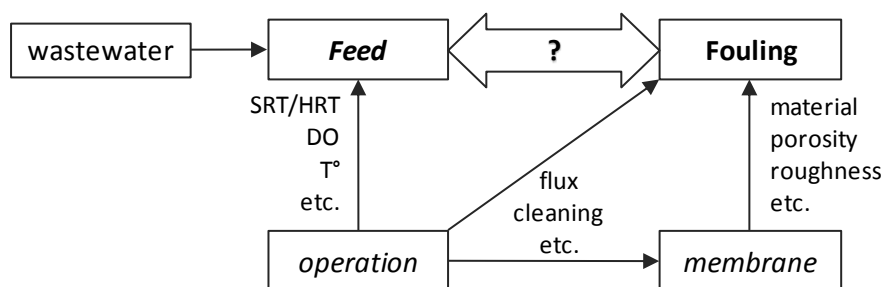 wastewater
Feed
?
Fouling
SRT/HRT
DO
T°
etc.
flux
cleaning
etc.
material
porosity
roughness
etc.
operation
membrane